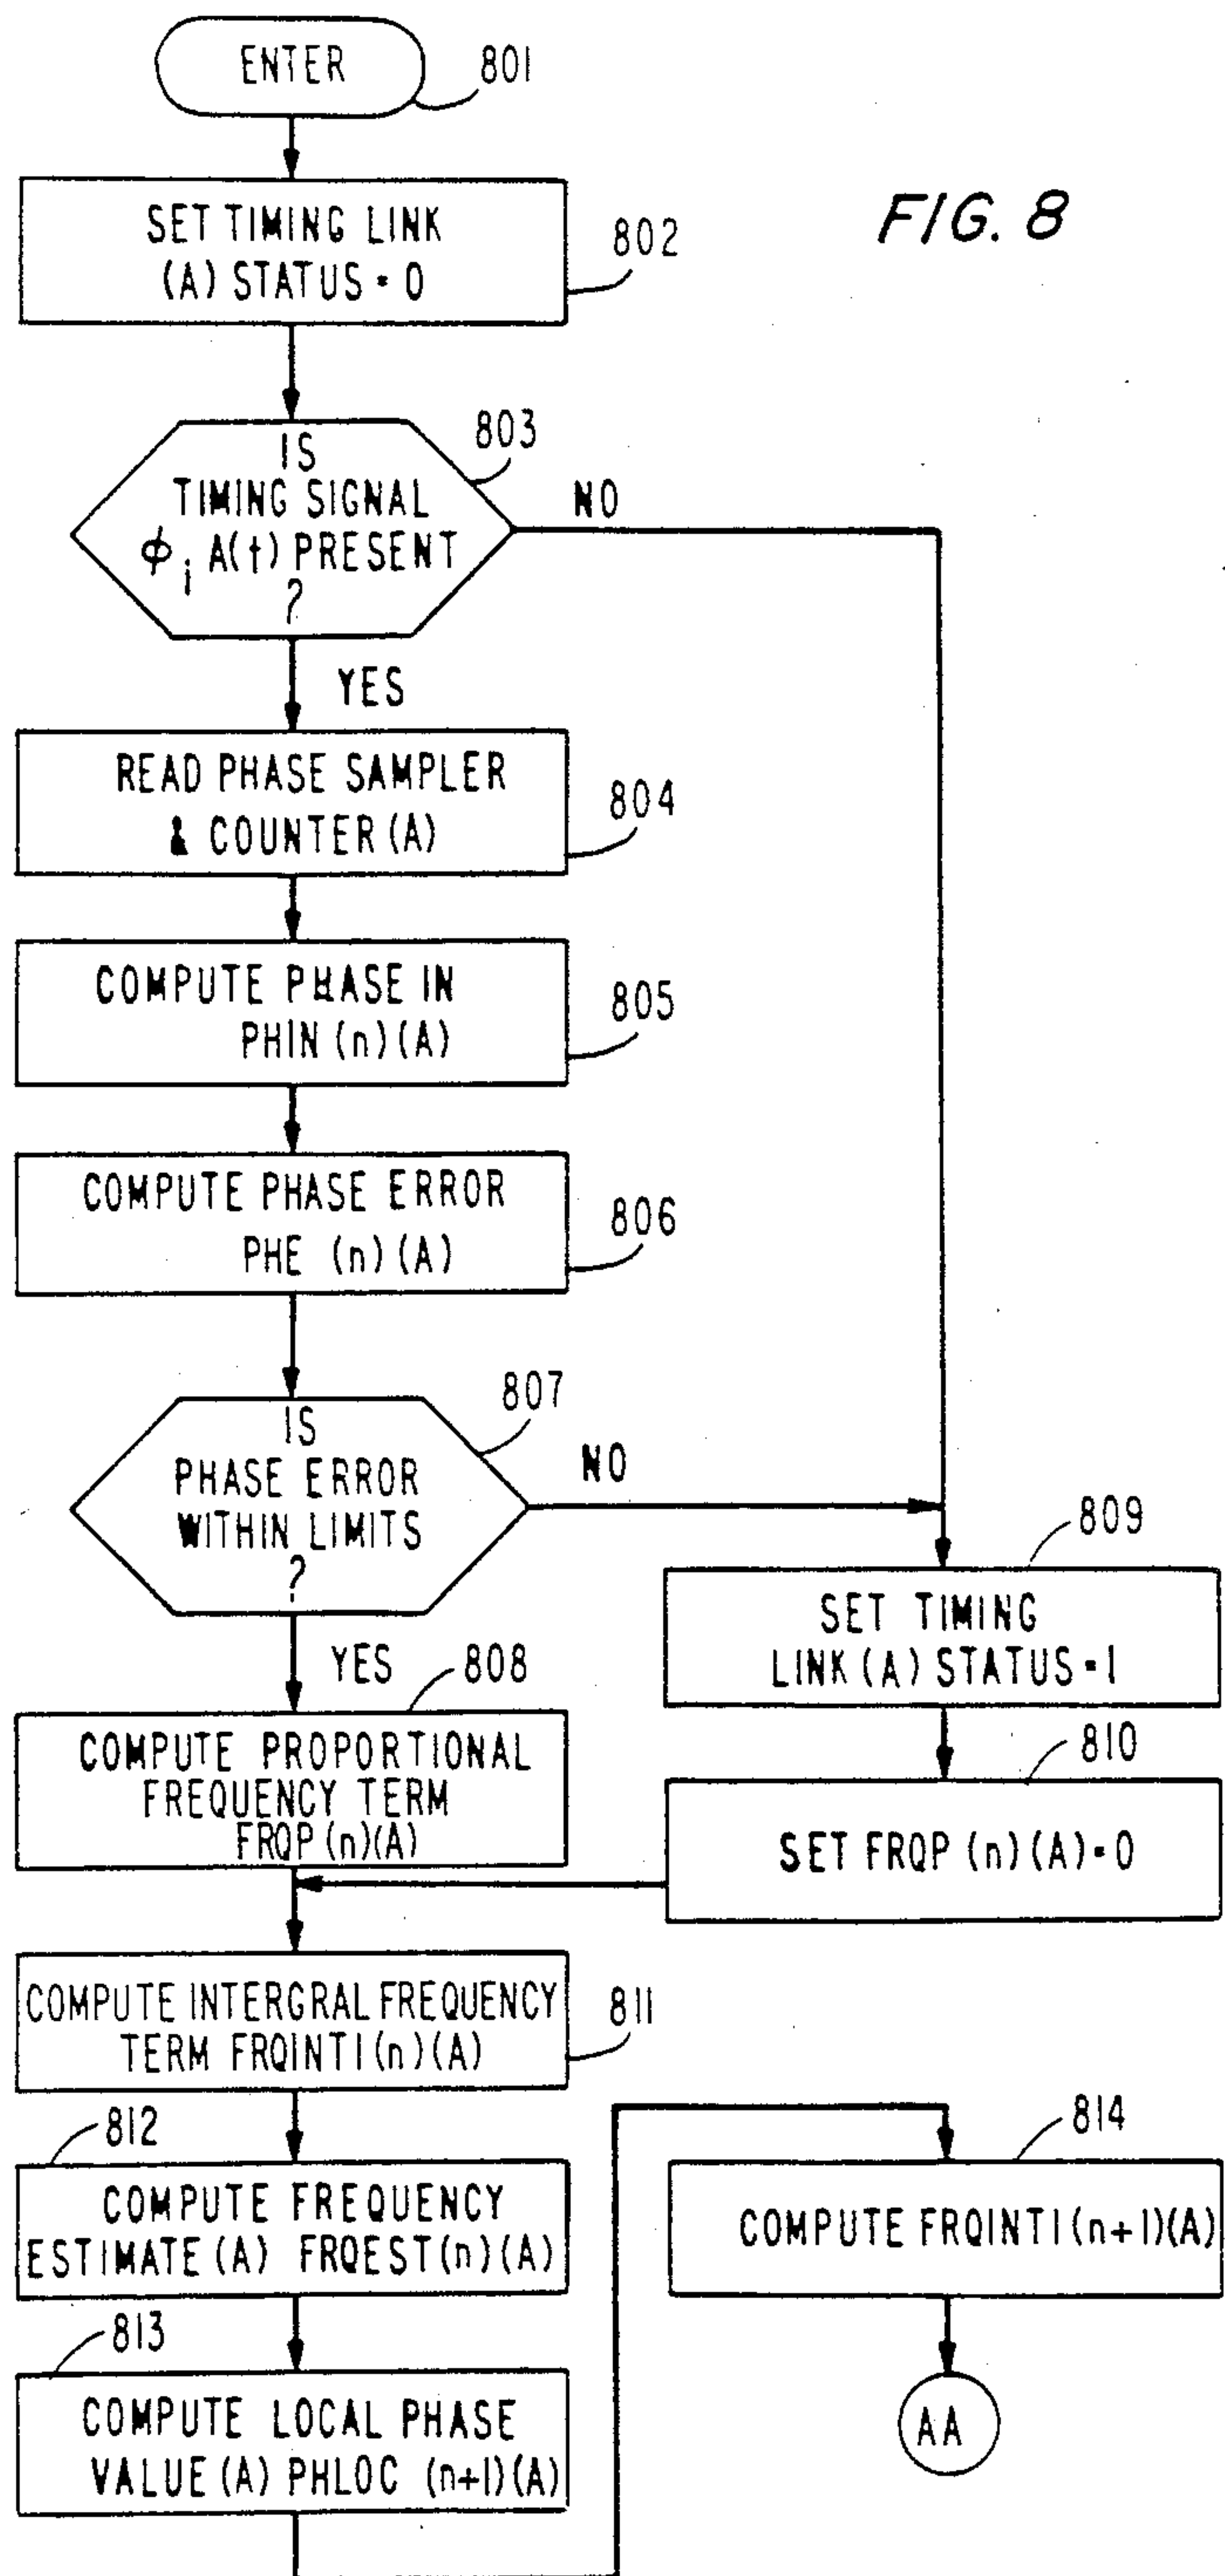 ENTER
801
FIG. 8
SET TIMING LINK
(A) STATUS = 0
802
IS
TIMING SIGNAL
ϕi A(t) PRESENT
?
803
NO
YES
READ PHASE SAMPLER
& COUNTER (A)
804
COMPUTE PHASE IN
PHIN (n)(A)
805
COMPUTE PHASE ERROR
PHE (n)(A)
806
IS
PHASE ERROR
WITHIN LIMITS
?
807
NO
YES
808
COMPUTE PROPORTIONAL
FREQUENCY TERM
FRQP (n)(A)
809
SET TIMING
LINK (A) STATUS = 1
810
SET FRQP (n)(A) = 0
COMPUTE INTERGRAL FREQUENCY
TERM FRQINTI (n)(A)
811
812
COMPUTE FREQUENCY
ESTIMATE (A) FRQEST(n)(A)
813
COMPUTE LOCAL PHASE
VALUE (A) PHLOC (n+1)(A)
814
COMPUTE FRQINTI (n+1)(A)
AA